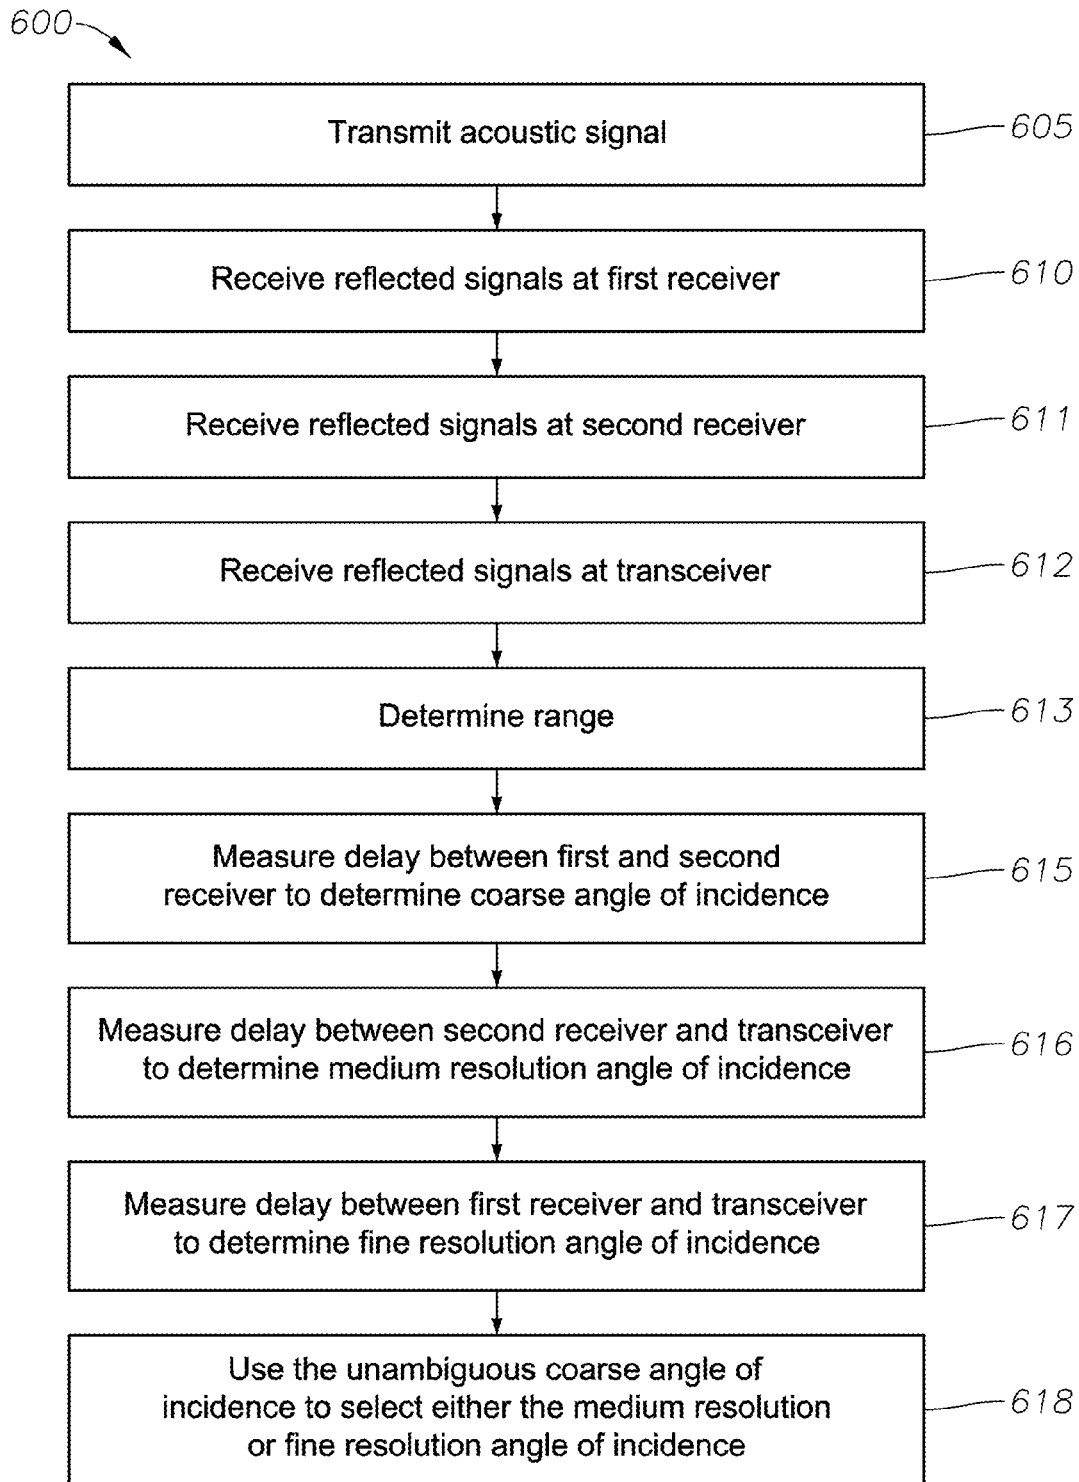 600
Transmit acoustic signal
605
Receive reflected signals at first receiver
610
Receive reflected signals at second receiver
611
Receive reflected signals at transceiver
612
Determine range
613
Measure delay between first and second
receiver to determine coarse angle of incidence
615
Measure delay between second receiver and transceiver
to determine medium resolution angle of incidence
616
Measure delay between first receiver and transceiver
to determine fine resolution angle of incidence
617
Use the unambiguous coarse angle of
incidence to select either the medium resolution
or fine resolution angle of incidence
618